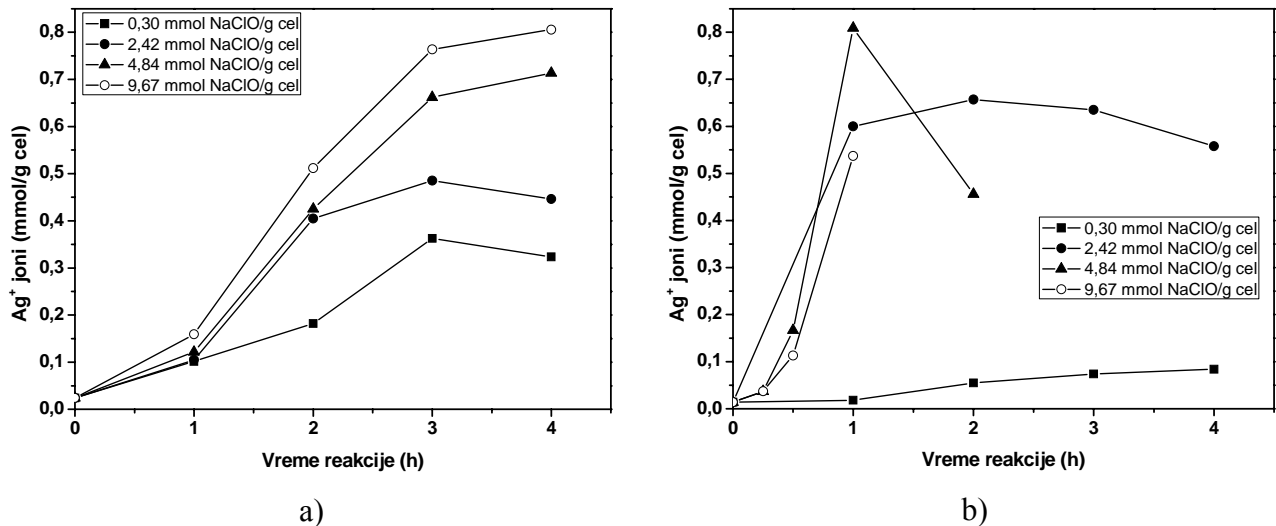 0,30 mmol NaClO/g cel
2,42 mmol NaClO/g cel
4,84 mmol NaClO/g cel
9,67 mmol NaClO/g cel
Ag⁺ joni (mmol/g cel)
0,8
0,7
0,6
0,5
0,4
0,3
0,2
0,1
0,0
0 1 2 3 4
Vreme reakcije (h)
a)
0,30 mmol NaClO/g cel
2,42 mmol NaClO/g cel
4,84 mmol NaClO/g cel
9,67 mmol NaClO/g cel
Ag⁺ joni (mmol/g cel)
0,8
0,7
0,6
0,5
0,4
0,3
0,2
0,1
0,0
0 1 2 3 4
Vreme reakcije (h)
b)